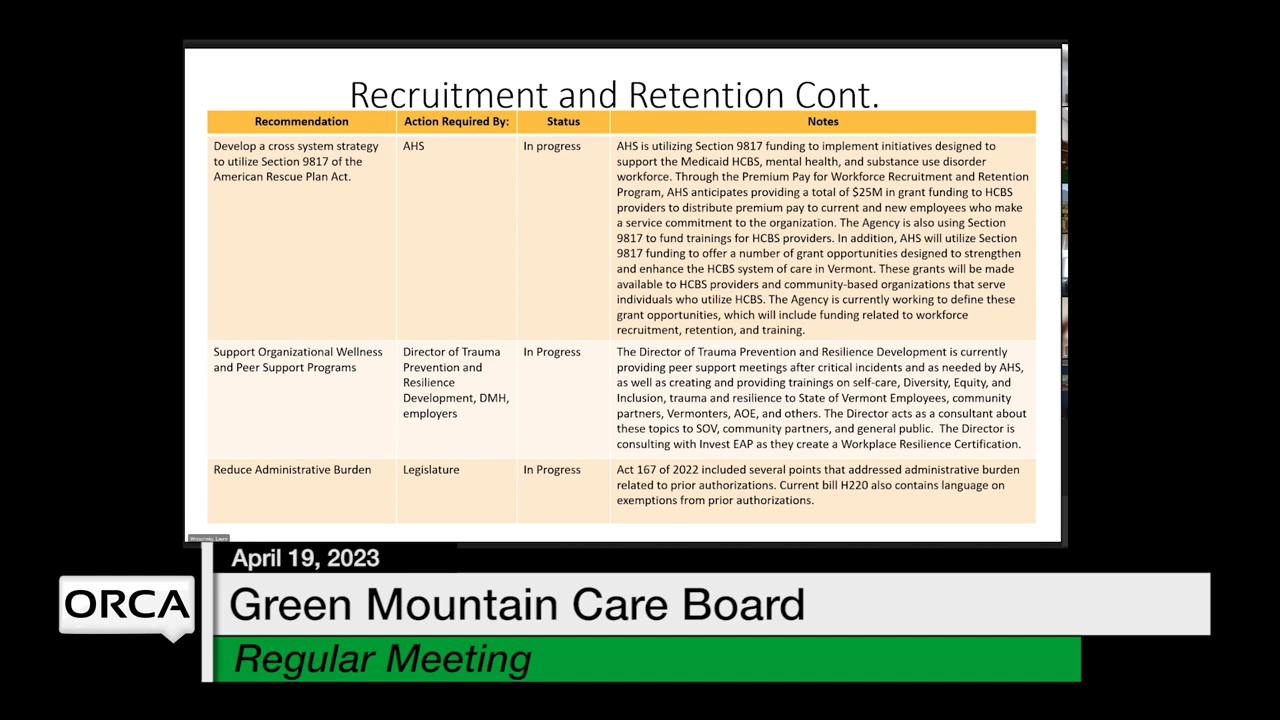 Recruitment and Retention Cont.
Recommendation
Action Required By:
Status
Notes
Develop a cross system strategy
to utilize Section 9817 of the
American Rescue Plan Act.
AHS
In progress
AHS is utilizing Section 9817 funding to implement initiatives designed to
support the Medicaid HCBS, mental health, and substance use disorder
workforce. Through the Premium Pay for Workforce Recruitment and Retention
Program, AHS anticipates providing a total of $25M in grant funding to HCBS
providers to distribute premium pay to current and new employees who make
a service commitment to the organization. The Agency is also using Section
9817 to fund trainings for HCBS providers. In addition, AHS will utilize Section
9817 funding to offer a number of grant opportunities designed to strengthen
and enhance the HCBS system of care in Vermont. These grants will be made
available to HCBS providers and community-based organizations that serve
individuals who utilize HCBS. The Agency is currently working to define these
grant opportunities, which will include funding related to workforce
recruitment, retention, and training.
Support Organizational Wellness
and Peer Support Programs
Director of Trauma
Prevention and
Resilience
Development, DMH,
employers
In Progress
The Director of Trauma Prevention and Resilience Development is currently
providing peer support meetings after critical incidents and as needed by AHS,
as well as creating and providing trainings on self-care, Diversity, Equity, and
Inclusion, trauma and resilience to State of Vermont Employees, community
partners, Vermonters, AOE, and others. The Director acts as a consultant about
these topics to SOV, community partners, and general public. The Director is
consulting with Invest EAP as they create a Workplace Resilience Certification.
Reduce Administrative Burden
Legislature
In Progress
Act 167 of 2022 included several points that addressed administrative burden
related to prior authorizations. Current bill H220 also contains language on
exemptions from prior authorizations.
April 19, 2023
ORCA
Green Mountain Care Board
Regular Meeting